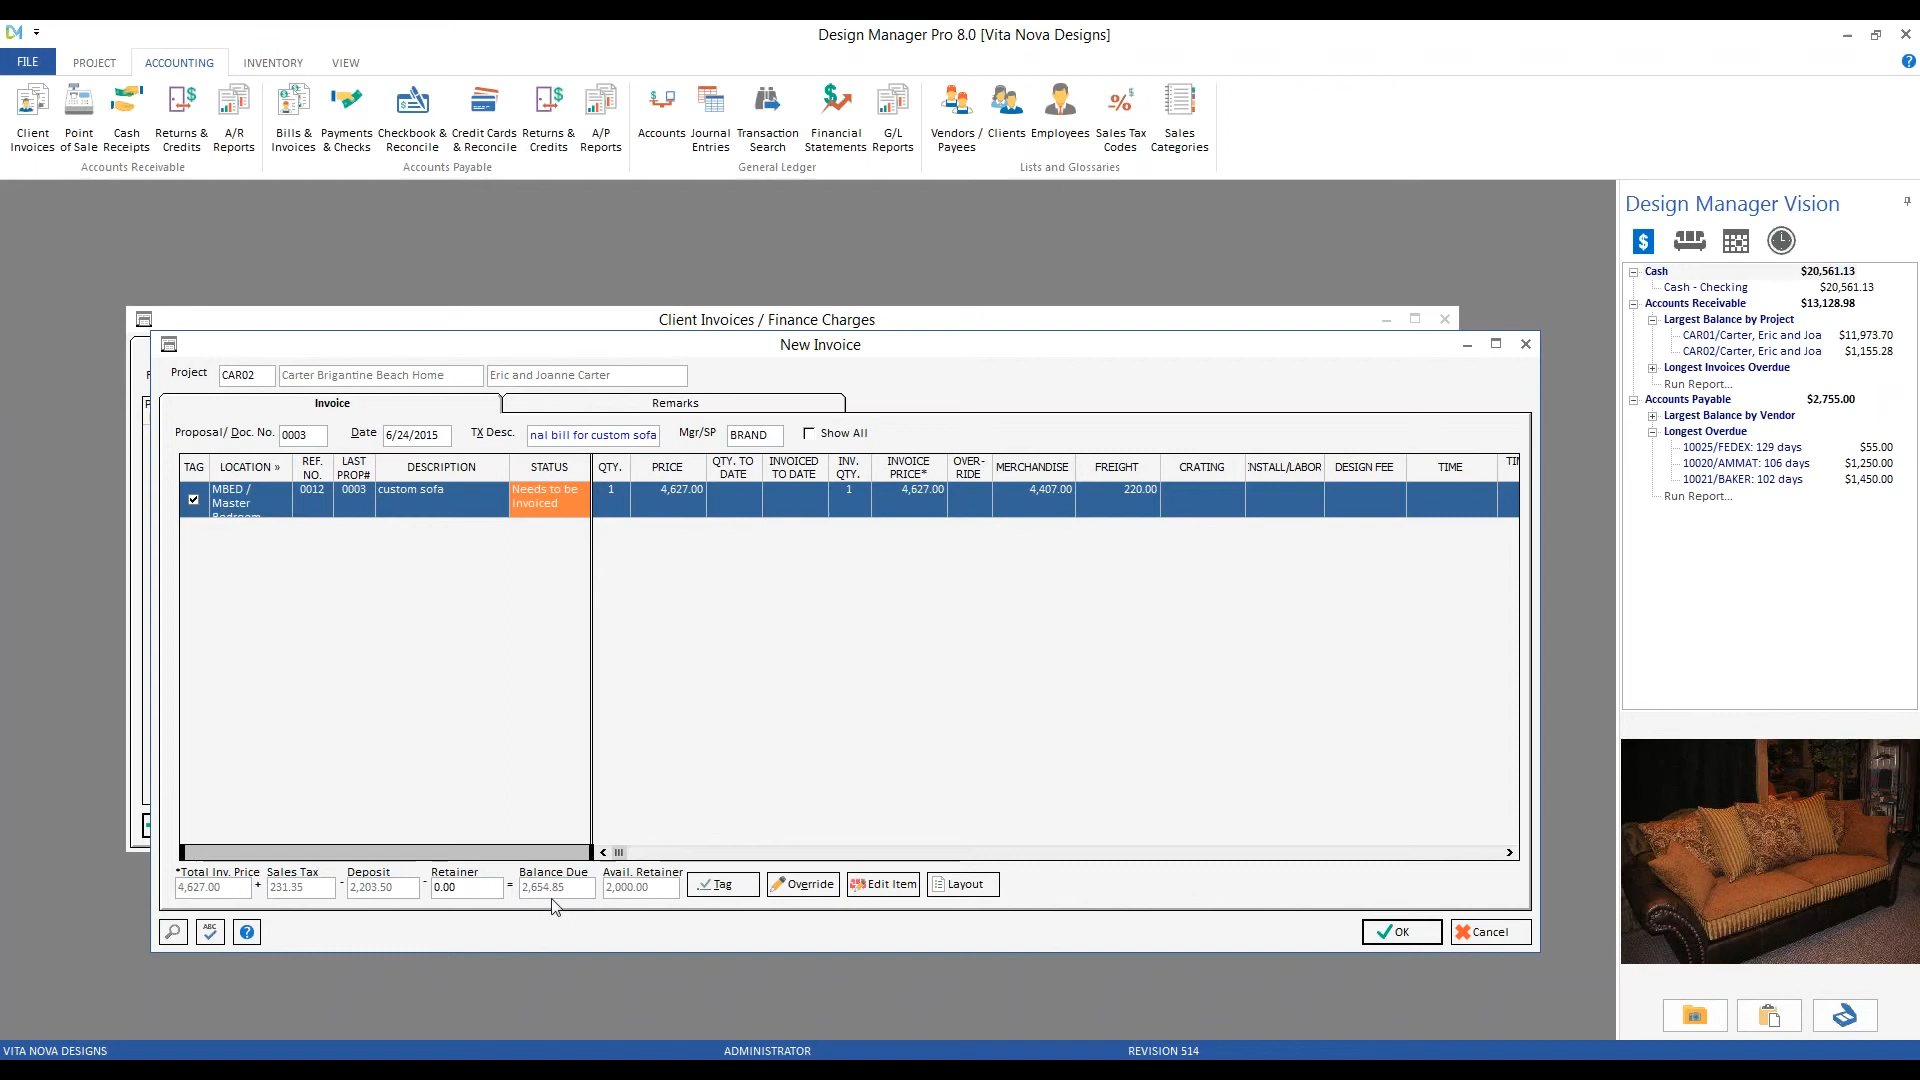 Design Manager Pro 8.0 [Vita Nova Designs]
FILE PROJECT ACCOUNTING INVENTORY VIEW
Client Invoices
Point of Sale
Cash Receipts
Returns & Credits
A/R Reports
Accounts Receivable
Bills & Invoices
Payments & Checks
Checkbook & Reconcile
Credit Cards & Reconcile
Returns & Credits
A/P Reports
Accounts Payable
Accounts
Journal Entries
Transaction Search
Financial Statements
G/L Reports
General Ledger
Vendors / Payees
Clients
Employees
Sales Tax Codes
Sales Categories
Lists and Glossaries
Client Invoices / Finance Charges
New Invoice
Project CAR02 Carter Brigantine Beach Home Eric and Joanne Carter
Invoice Remarks
Proposal/ Doc. No. 0003 Date 6/24/2015 TX Desc. nal bill for custom sofa Mgr/SP BRAND Show All
TAG LOCATION » REF. NO. LAST PROP# DESCRIPTION STATUS QTY. PRICE QTY. TO DATE INVOICED TO DATE INV. QTY. INVOICE PRICE* OVER-RIDE MERCHANDISE FREIGHT CRATING INSTALL/LABOR DESIGN FEE TIME
MBED / Master Bedroom 0012 0003 custom sofa Needs to be Invoiced 1 4,627.00 1 4,627.00 4,407.00 220.00
*Total Inv. Price Sales Tax Deposit Retainer Balance Due Avail. Retainer
4,627.00 + 231.35 - 2,203.50 - 0.00 = 2,654.85 2,000.00
Tag Override Edit Item Layout
ABC
OK Cancel
Design Manager Vision
Cash $20,561.13
Cash - Checking $20,561.13
Accounts Receivable $13,128.98
Largest Balance by Project
CAR01/Carter, Eric and Joa $11,973.70
CAR02/Carter, Eric and Joa $1,155.28
Longest Invoices Overdue
Run Report...
Accounts Payable $2,755.00
Largest Balance by Vendor
Longest Overdue
10025/FEDEX: 129 days $55.00
10020/AMMAT: 106 days $1,250.00
10021/BAKER: 102 days $1,450.00
Run Report...
VITA NOVA DESIGNS ADMINISTRATOR REVISION 514